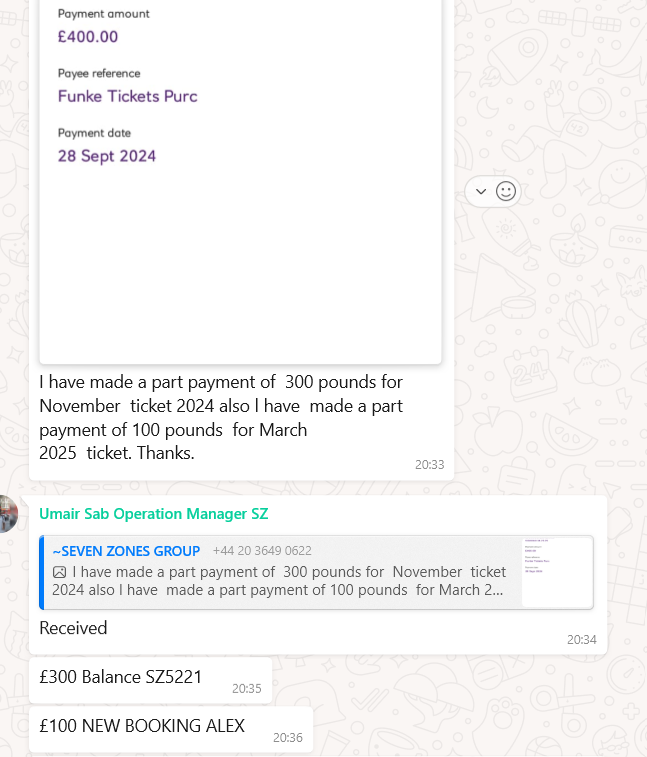 Payment amount
£400.00
Payee reference
Funke Tickets Purc
Payment date
28 Sept 2024
I have made a part payment of  300 pounds for
November  ticket 2024 also I have  made a part
payment of 100 pounds  for March
2025  ticket. Thanks.
20:33
Umair Sab Operation Manager SZ
~SEVEN ZONES GROUP +44 20 3649 0622
I have made a part payment of  300 pounds for  November  ticket
2024 also I have  made a part payment of 100 pounds  for March 2...
Received
20:34
£300 Balance SZ5221
20:35
£100 NEW BOOKING ALEX
20:36